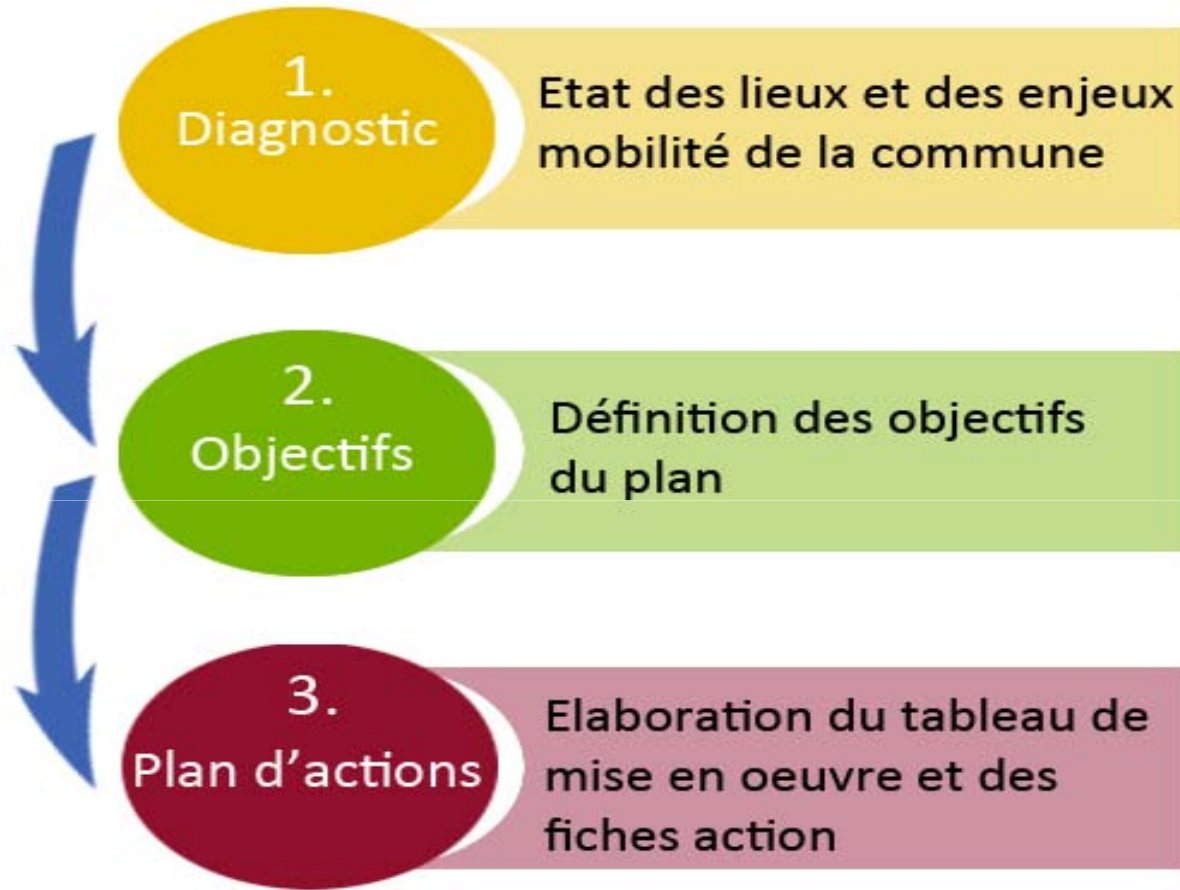 1.
Diagnostic
Etat des lieux et des enjeux
mobilité de la commune
2.
Objectifs
Définition des objectifs
du plan
3.
Plan d’actions
Elaboration du tableau de
mise en oeuvre et des
fiches action